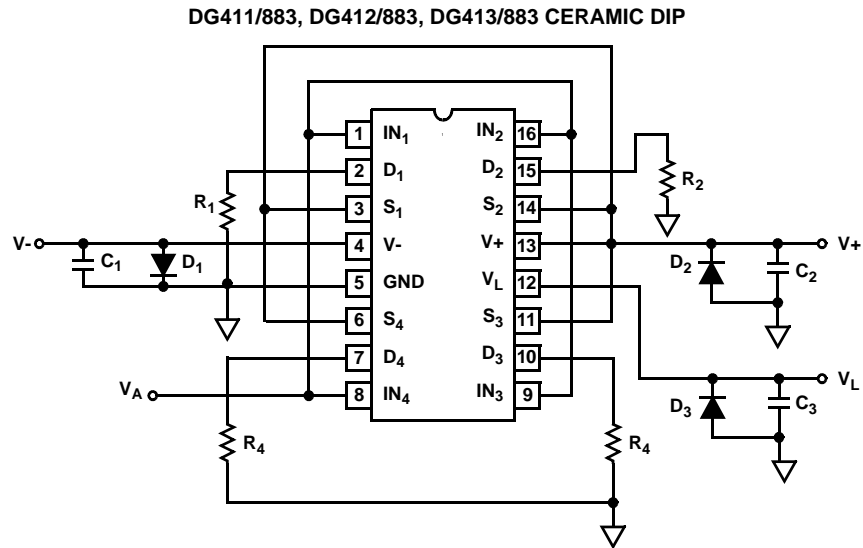 DG411/883, DG412/883, DG413/883 CERAMIC DIP
1 IN1 IN2 16
2 D1 D2 15
R1 R2
3 S1 S2 14
V- 4 V- V+ 13 V+
C1 D1 D2 C2
5 GND VL 12
6 S4 S3 11
7 D4 D3 10
VA 8 IN4 IN3 9 VL
D3 C3
R4 R4